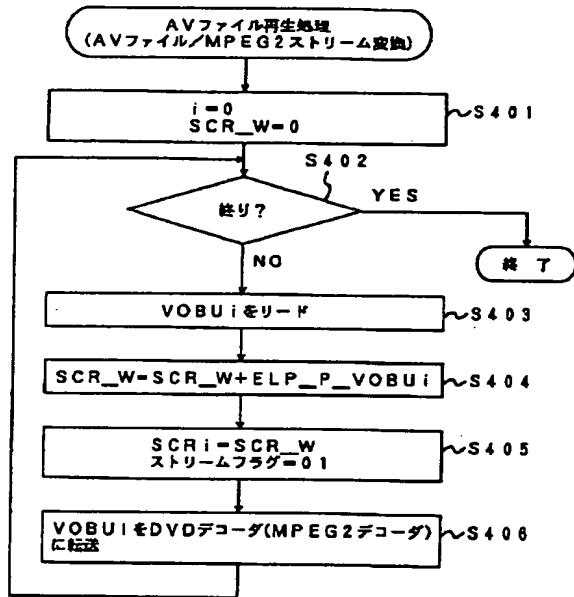 AVファイル再生処理
(AVファイル/MPEG2ストリーム変換)
i=0
SCR_W=0
S401
S402
終り?
YES
終 了
NO
VOBUiをリード
S403
SCR_W=SCR_W+ELP_P_VOBUi
S404
SCRi=SCR_W
ストリームフラグ=01
S405
VOBUiをDVDデコーダ(MPEG2デコーダ)
に転送
S406